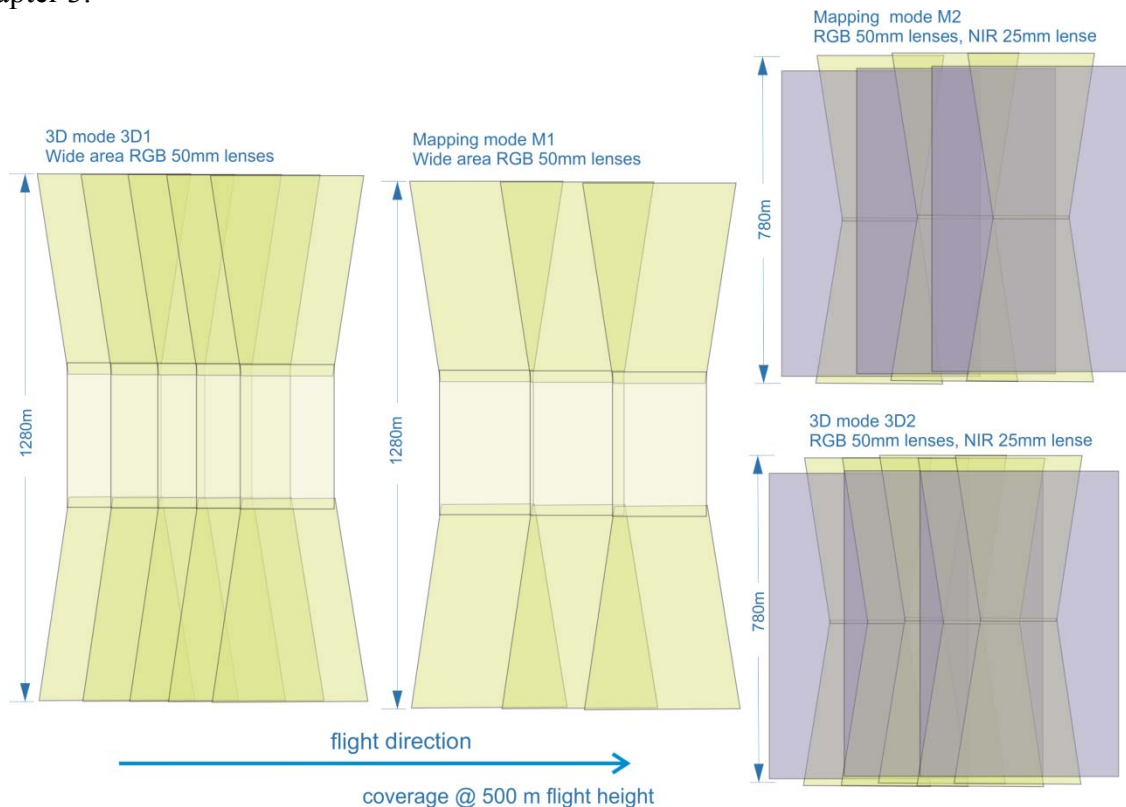 3D mode 3D1
Wide area RGB 50mm lenses
1280m
Mapping mode M1
Wide area RGB 50mm lenses
1280m
Mapping  mode M2
RGB 50mm lenses, NIR 25mm lense
780m
3D mode 3D2
RGB 50mm lenses, NIR 25mm lense
780m
flight direction
coverage @ 500 m flight height